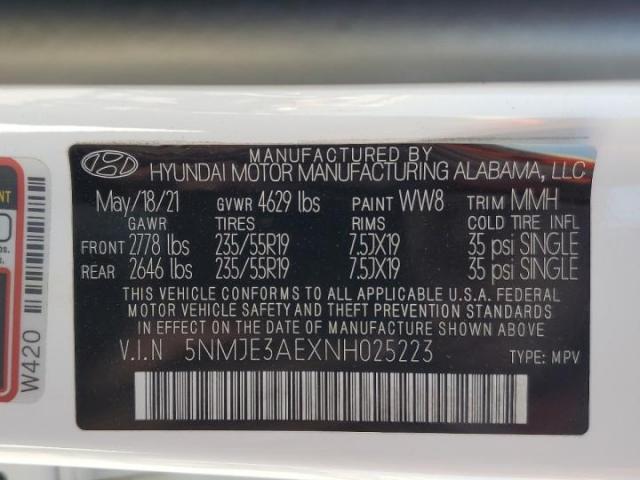 MANUFACTURED BY
HYUNDAI MOTOR MANUFACTURING ALABAMA, LLC
May/18/21 GVWR 4629 lbs PAINT WW8 TRIM MMH
GAWR TIRES RIMS COLD TIRE INFL
FRONT 2778 lbs 235/55R19 7.5JX19 35 psi SINGLE
REAR 2646 lbs 235/55R19 7.5JX19 35 psi SINGLE
THIS VEHICLE CONFORMS TO ALL APPLICABLE U.S.A. FEDERAL
MOTOR VEHICLE SAFETY AND THEFT PREVENTION STANDARDS
IN EFFECT ON THE DATE OF MANUFACTURE SHOWN ABOVE.
V.I.N 5NMJE3AEXNH025223 TYPE: MPV
W420